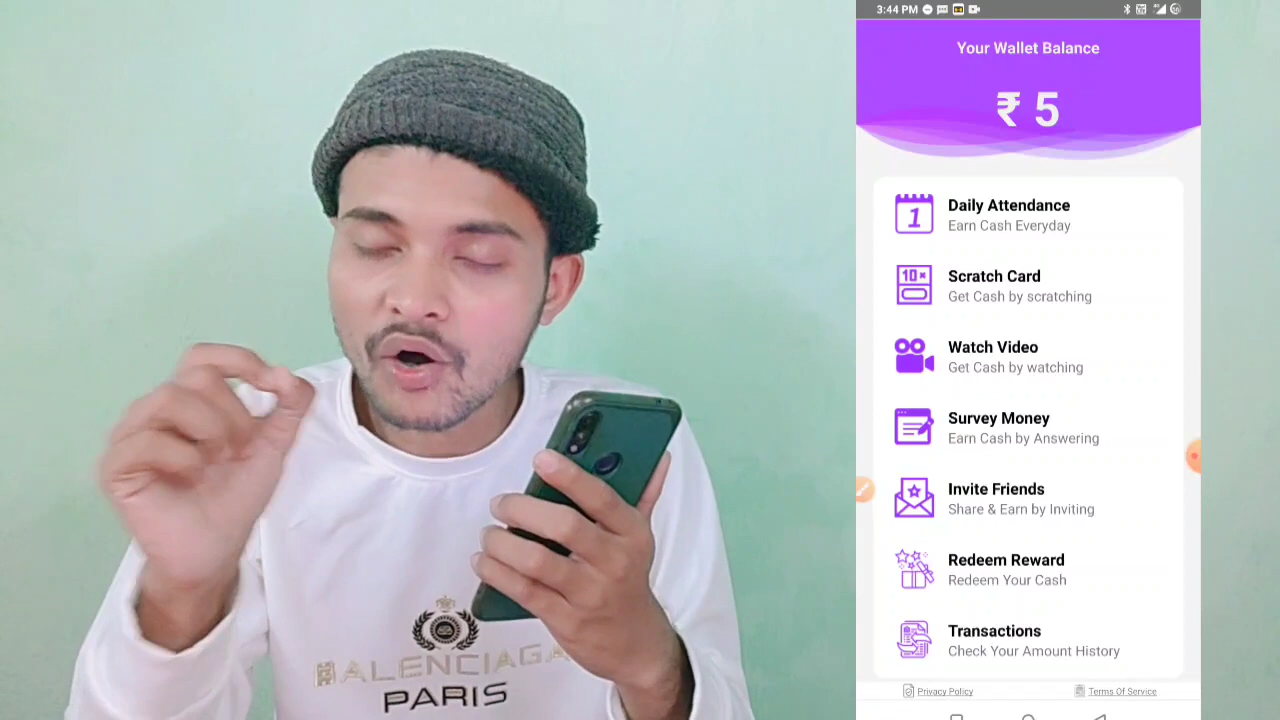 3:44 PM
Your Wallet Balance
₹ 5
1
Daily Attendance
Earn Cash Everyday
10×
Scratch Card
Get Cash by scratching
Watch Video
Get Cash by watching
Survey Money
Earn Cash by Answering
Invite Friends
Share & Earn by Inviting
Redeem Reward
Redeem Your Cash
Transactions
Check Your Amount History
Privacy Policy
Terms Of Service
BALENCIAGA
PARIS